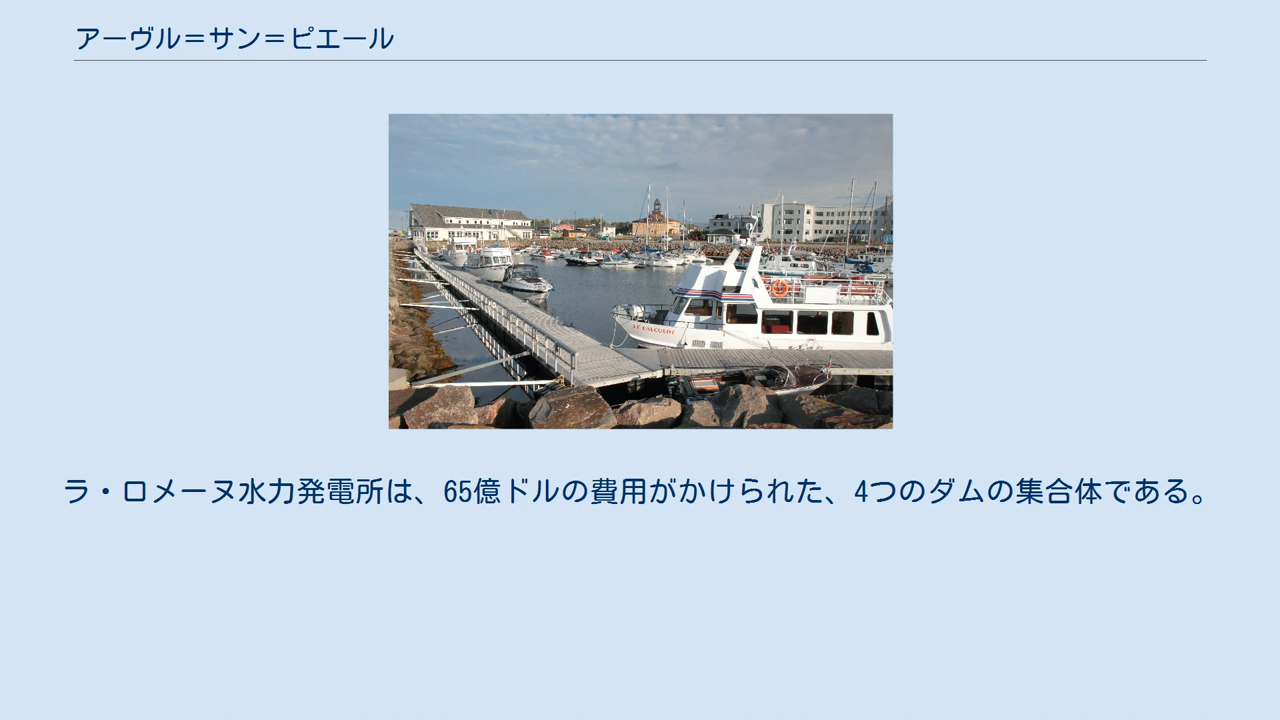 アーヴル＝サン＝ピエール
LE CALCULOT
ラ・ロメーヌ水力発電所は、65億ドルの費用がかけられた、4つのダムの集合体である。